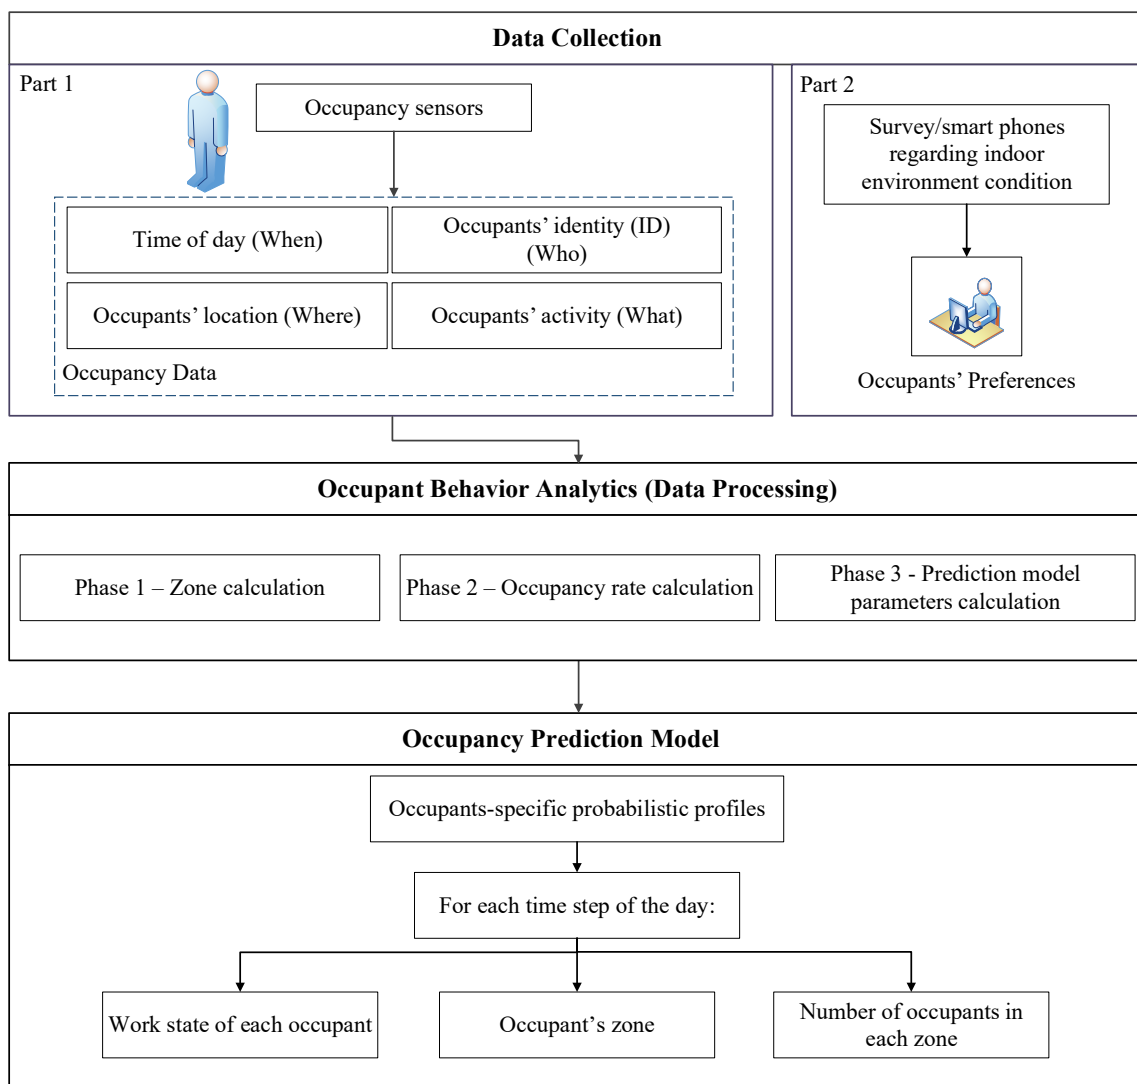 Data Collection
Part 1
Occupancy sensors
Time of day (When)
Occupants’ identity (ID)
(Who)
Occupants’ location (Where)
Occupants’ activity (What)
Occupancy Data
Part 2
Survey/smart phones
regarding indoor
environment condition
Occupants’ Preferences
Occupant Behavior Analytics (Data Processing)
Phase 1 – Zone calculation
Phase 2 – Occupancy rate calculation
Phase 3 - Prediction model
parameters calculation
Occupancy Prediction Model
Occupants-specific probabilistic profiles
For each time step of the day:
Work state of each occupant
Occupant’s zone
Number of occupants in
each zone